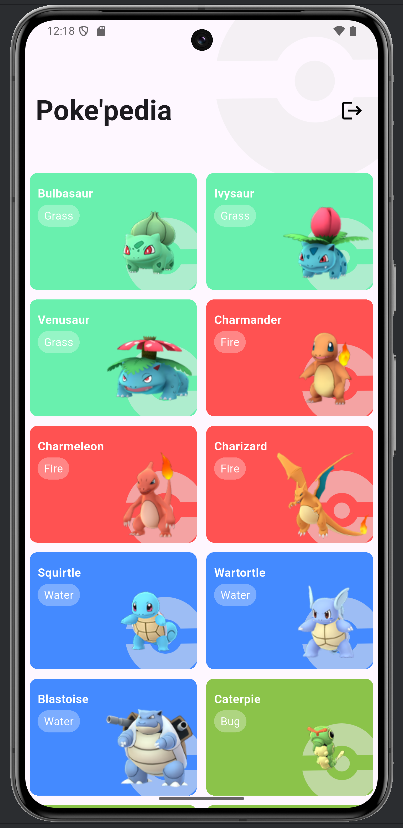 12:18
Poke'pedia
Bulbasaur
Grass
Ivysaur
Grass
Venusaur
Grass
Charmander
Fire
Charmeleon
Fire
Charizard
Fire
Squirtle
Water
Wartortle
Water
Blastoise
Water
Caterpie
Bug